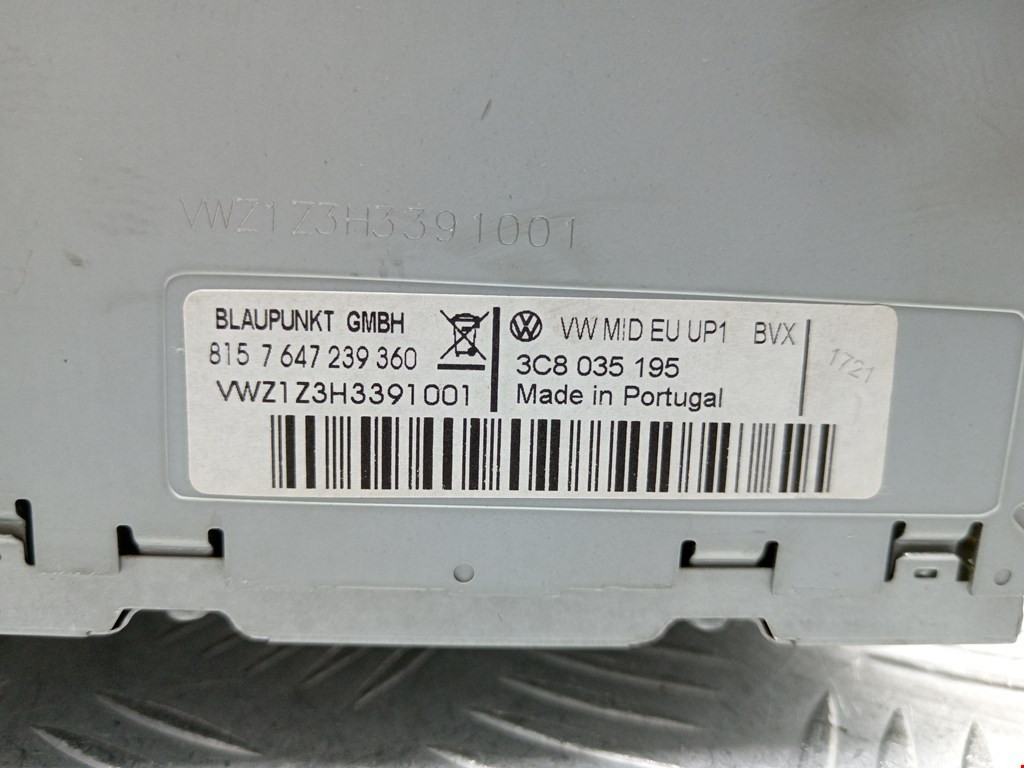 VWZ1Z3H3391001
BLAUPUNKT GMBH
815 7 647 239 360
VWZ1Z3H3391001
VW MID EU UP1 BVX
3C8 035 195
Made in Portugal
1721